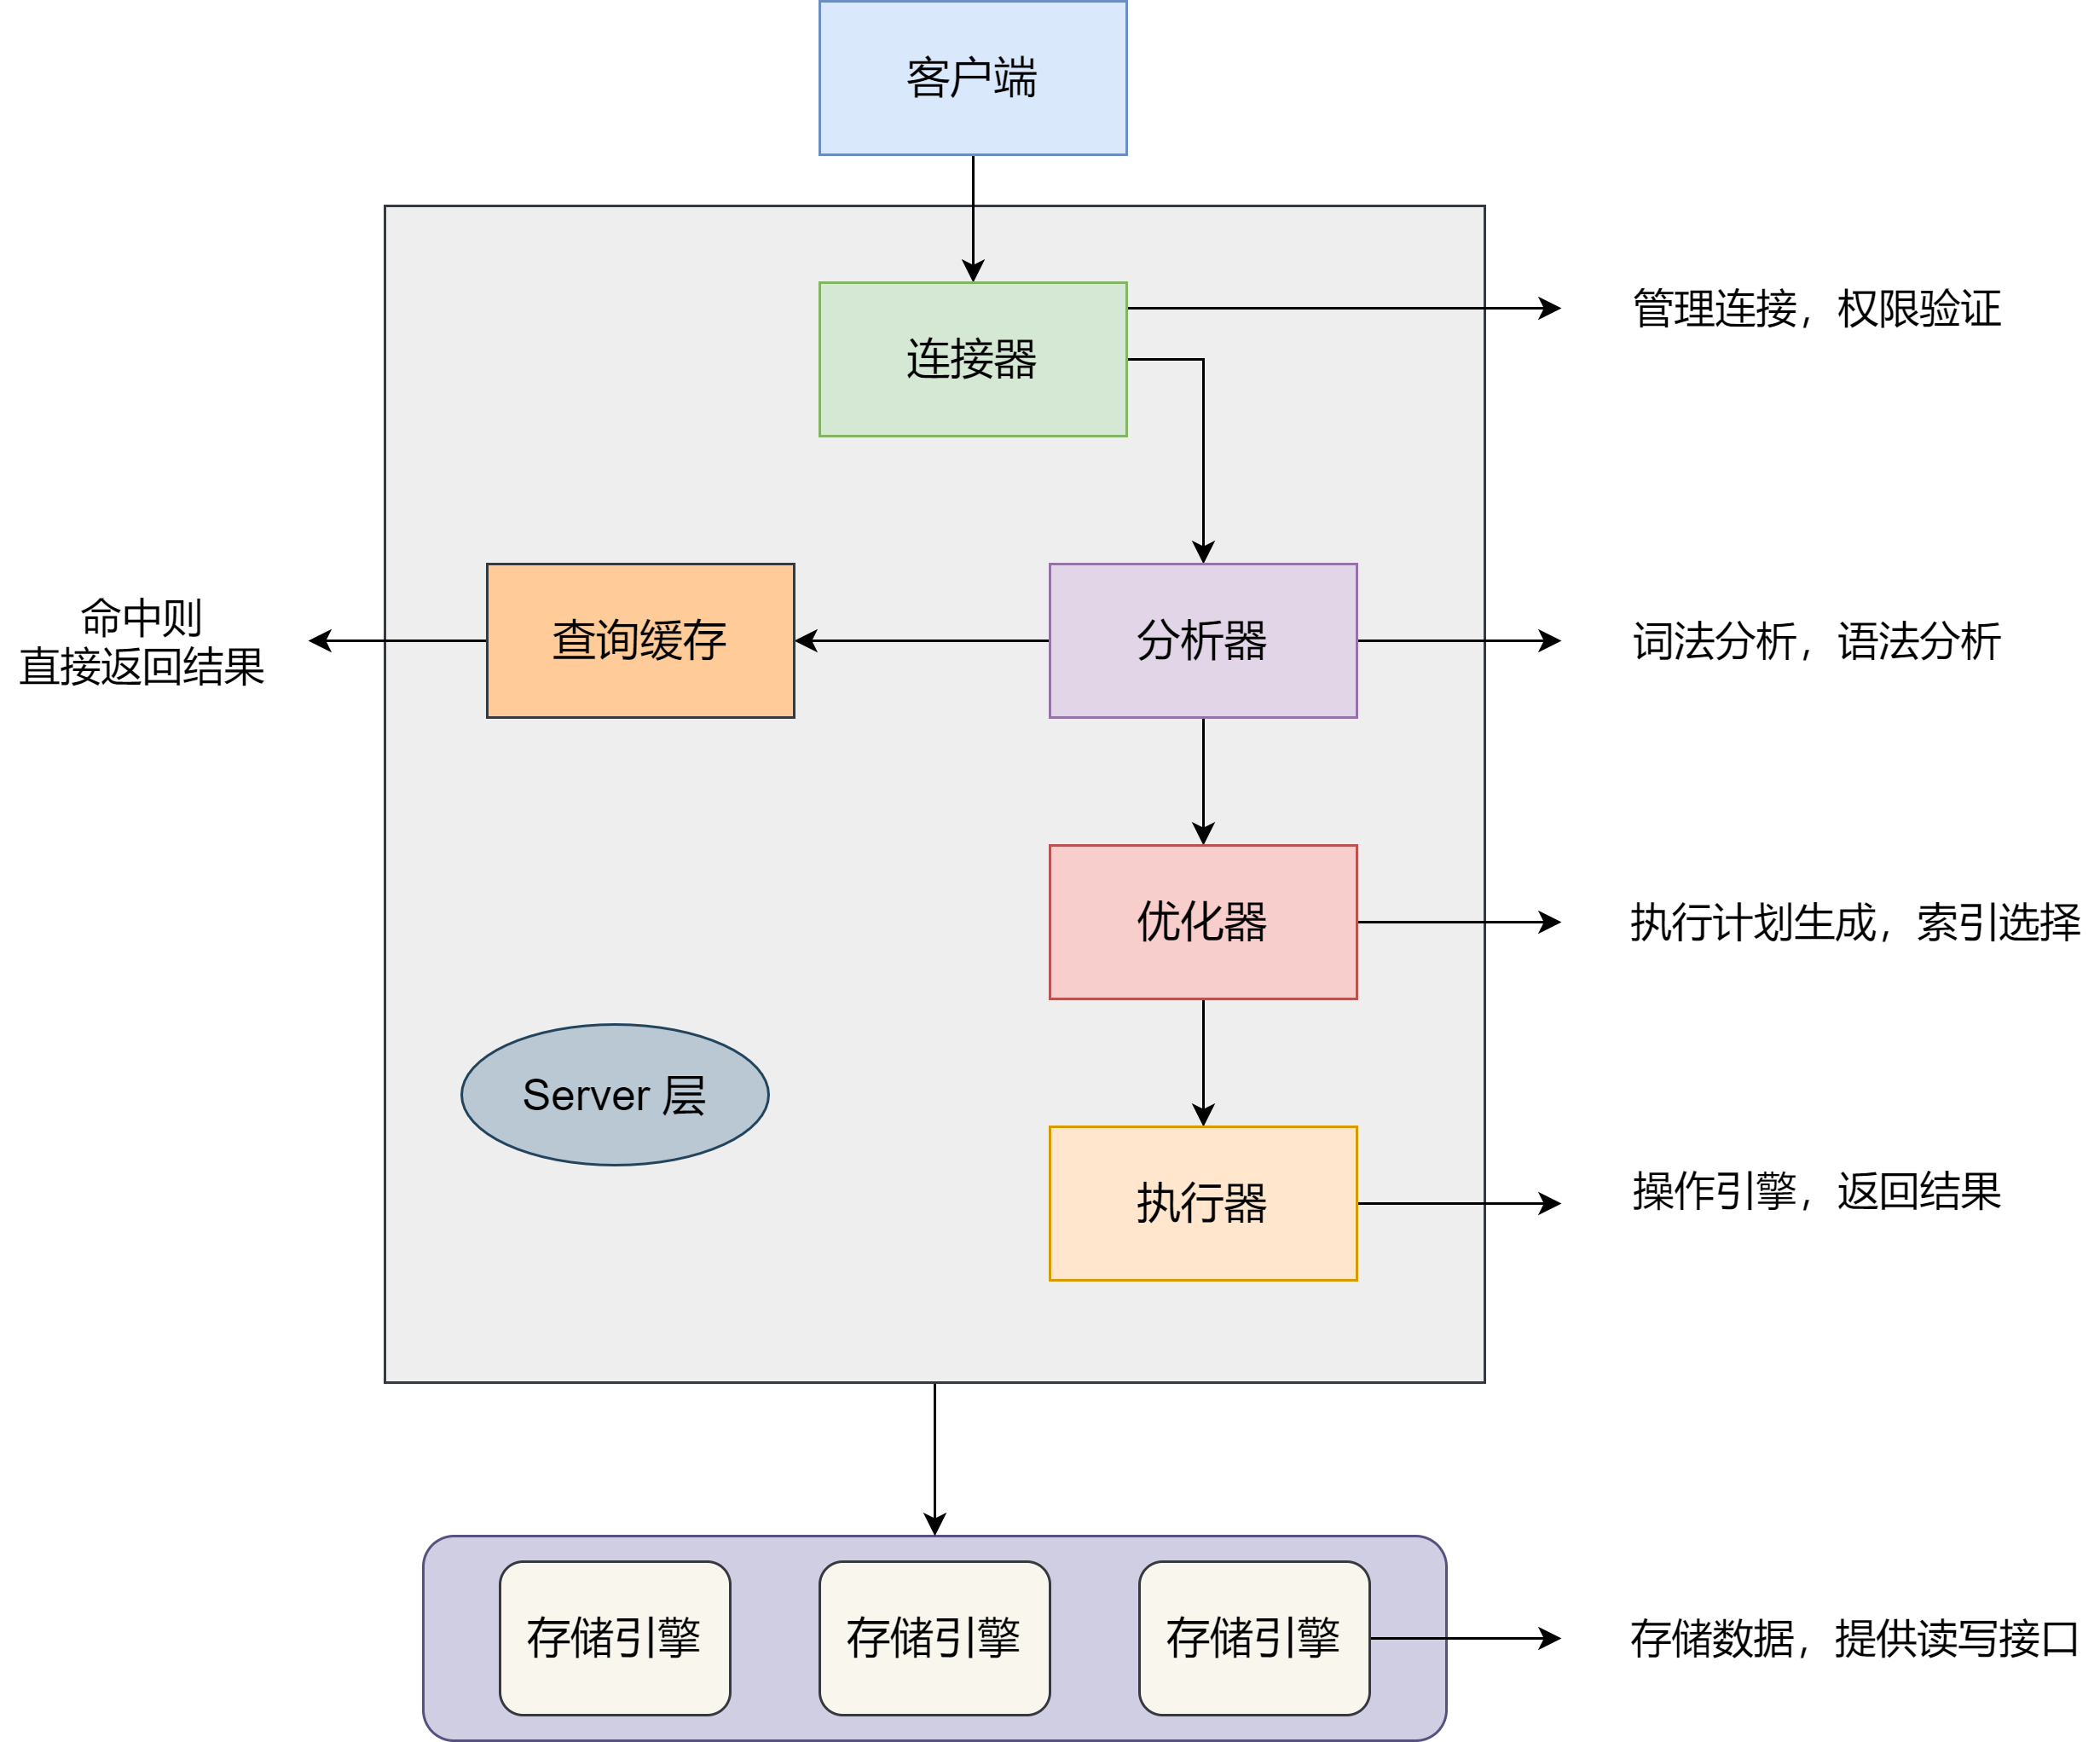 客户端
连接器
管理连接，权限验证
命中则
直接返回结果
查询缓存
分析器
词法分析，语法分析
优化器
执行计划生成，索引选择
Server 层
执行器
操作引擎，返回结果
存储引擎
存储引擎
存储引擎
存储数据，提供读写接口